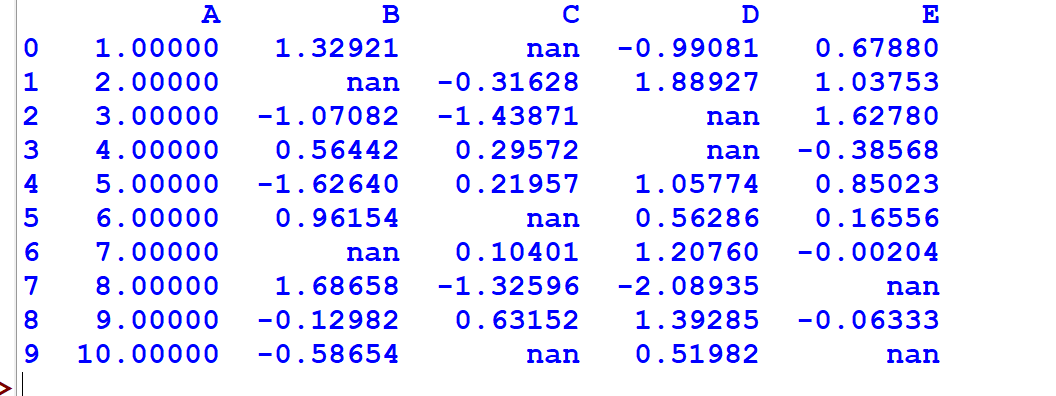 A B C D E
0 1.00000 1.32921 nan -0.99081 0.67880
1 2.00000 nan -0.31628 1.88927 1.03753
2 3.00000 -1.07082 -1.43871 nan 1.62780
3 4.00000 0.56442 0.29572 nan -0.38568
4 5.00000 -1.62640 0.21957 1.05774 0.85023
5 6.00000 0.96154 nan 0.56286 0.16556
6 7.00000 nan 0.10401 1.20760 -0.00204
7 8.00000 1.68658 -1.32596 -2.08935 nan
8 9.00000 -0.12982 0.63152 1.39285 -0.06333
9 10.00000 -0.58654 nan 0.51982 nan
>